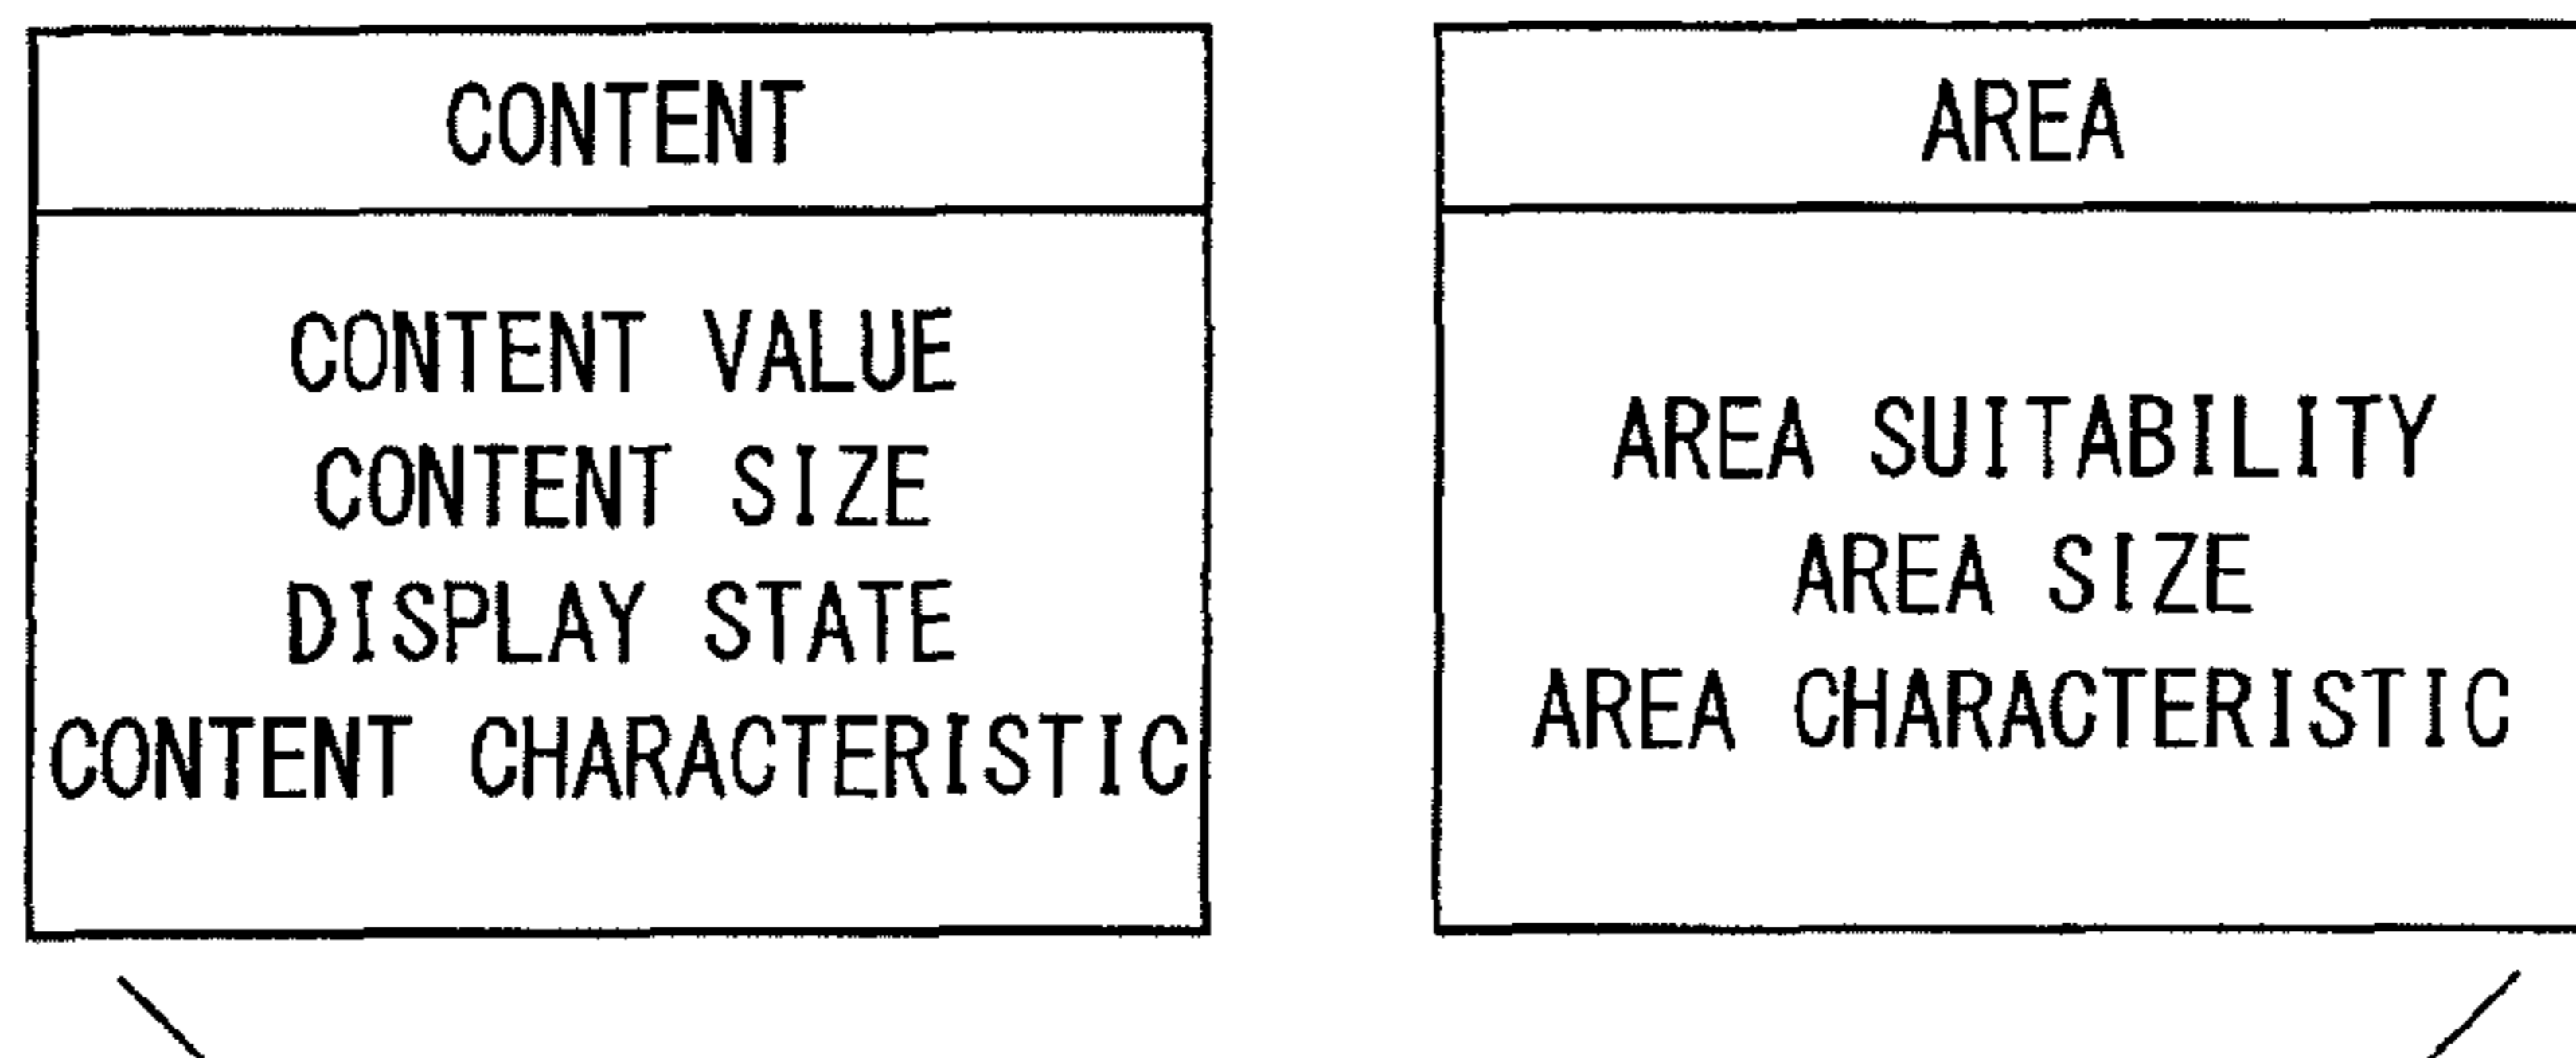 CONTENT
CONTENT VALUE
CONTENT SIZE
DISPLAY STATE
CONTENT CHARACTERISTIC
AREA
AREA SUITABILITY
AREA SIZE
AREA CHARACTERISTIC